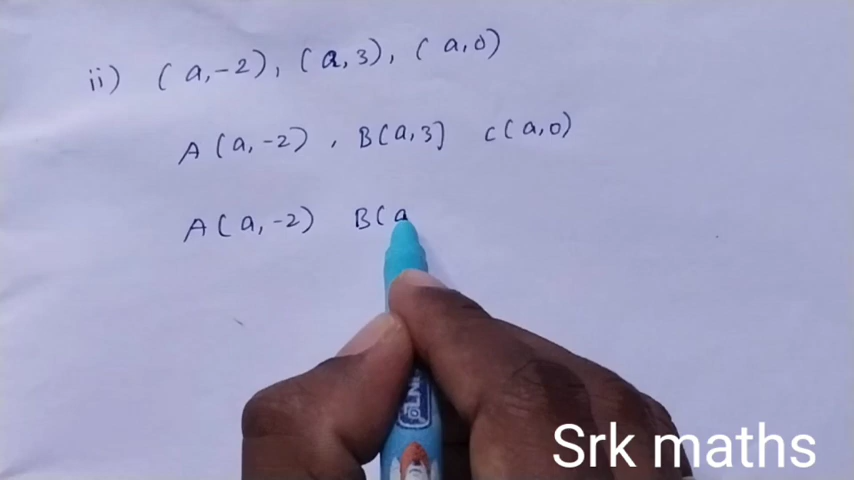 ii) (a,-2), (a,3), (a,0)
A(a,-2), B(a,3] C(a,0)
A(a,-2) B(a
Srk maths